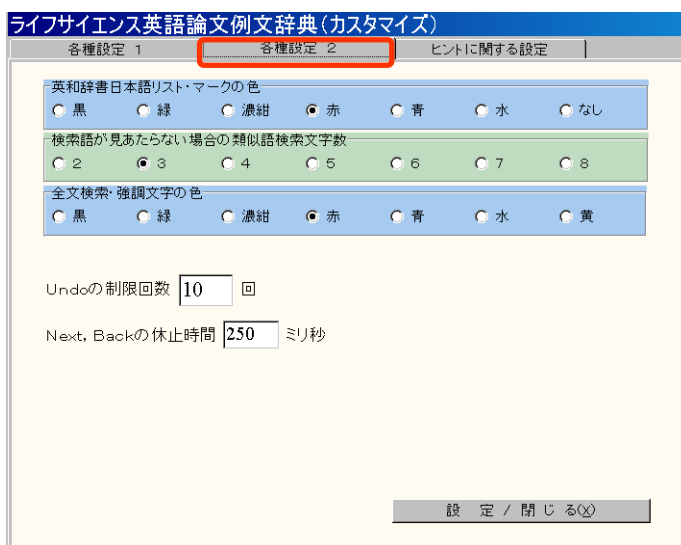 ライフサイエンス英語論文例文辞典(カスタマイズ)
各種設定 1 各種設定 2 ヒントに関する設定
英和辞書日本語リスト・マークの色
黒 緑 濃紺 赤 青 水 なし
検索語が見あたらない場合の類似語検索文字数
2 3 4 5 6 7 8
全文検索・強調文字の色
黒 緑 濃紺 赤 青 水 黄
Undoの制限回数 10 回
Next, Backの休止時間 250 ミリ秒
設 定 / 閉 じ る(X)